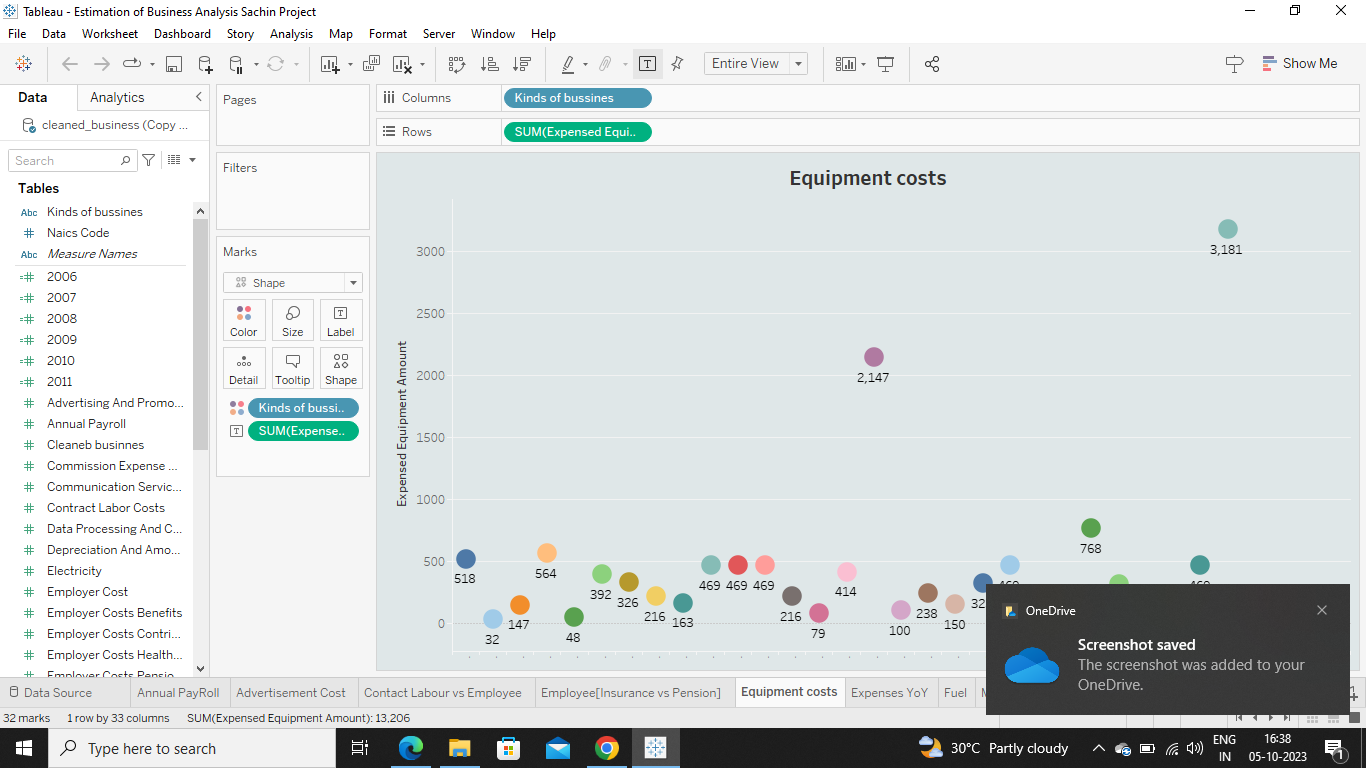 Tableau - Estimation of Business Analysis Sachin Project
File Data Worksheet Dashboard Story Analysis Map Format Server Window Help
Entire View
Show Me
Data Analytics
cleaned_business (Copy ...
Search
Tables
Abc Kinds of bussines
# Naics Code
Abc Measure Names
=# 2006
=# 2007
=# 2008
=# 2009
=# 2010
=# 2011
# Advertising And Promo...
# Annual Payroll
# Cleaneb businnes
# Commission Expense ...
# Communication Servic...
# Contract Labor Costs
# Data Processing And C...
# Depreciation And Amo...
# Electricity
# Employer Cost
# Employer Costs Benefits
# Employer Costs Contri...
# Employer Costs Health...
# Employer Costs Pensio...
Pages
Filters
Marks
Shape
Color Size Label
Detail Tooltip Shape
Kinds of bussi..
SUM(Expense..
Columns Kinds of bussines
Rows SUM(Expensed Equi..
Equipment costs
Expensed Equipment Amount
3000
2500
2000
1500
1000
500
0
3,181
2,147
768
518
32
147
564
48
392
326
216
163
469
469
469
216
79
414
100
238
150
OneDrive
Screenshot saved
The screenshot was added to your
OneDrive.
Data Source Annual PayRoll Advertisement Cost Contact Labour vs Employee Employee[Insurance vs Pension] Equipment costs Expenses YoY Fuel
32 marks 1 row by 33 columns SUM(Expensed Equipment Amount): 13,206
Type here to search
30°C Partly cloudy
ENG
IN
16:38
05-10-2023
1